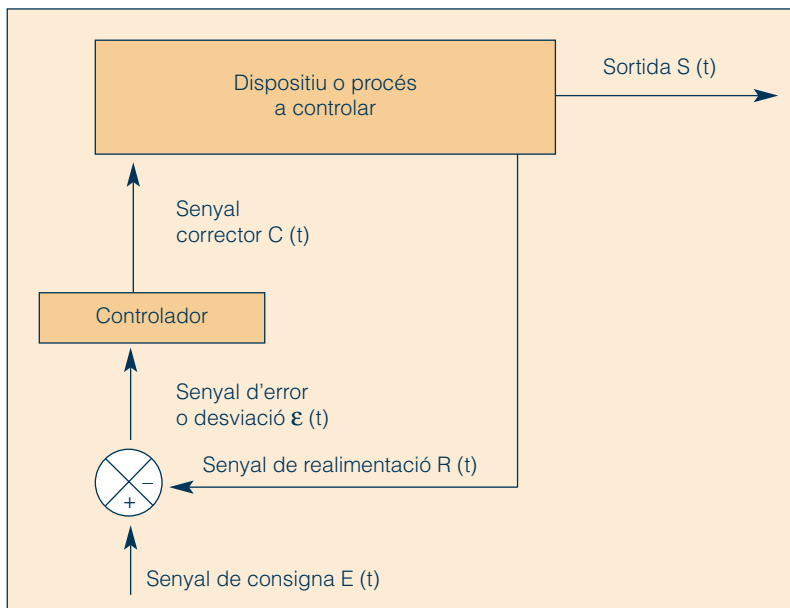 Dispositiu o procés
a controlar
Sortida S (t)
Senyal
corrector C (t)
Controlador
Senyal d'error
o desviació ε (t)
Senyal de realimentació R (t)
−
+
Senyal de consigna E (t)